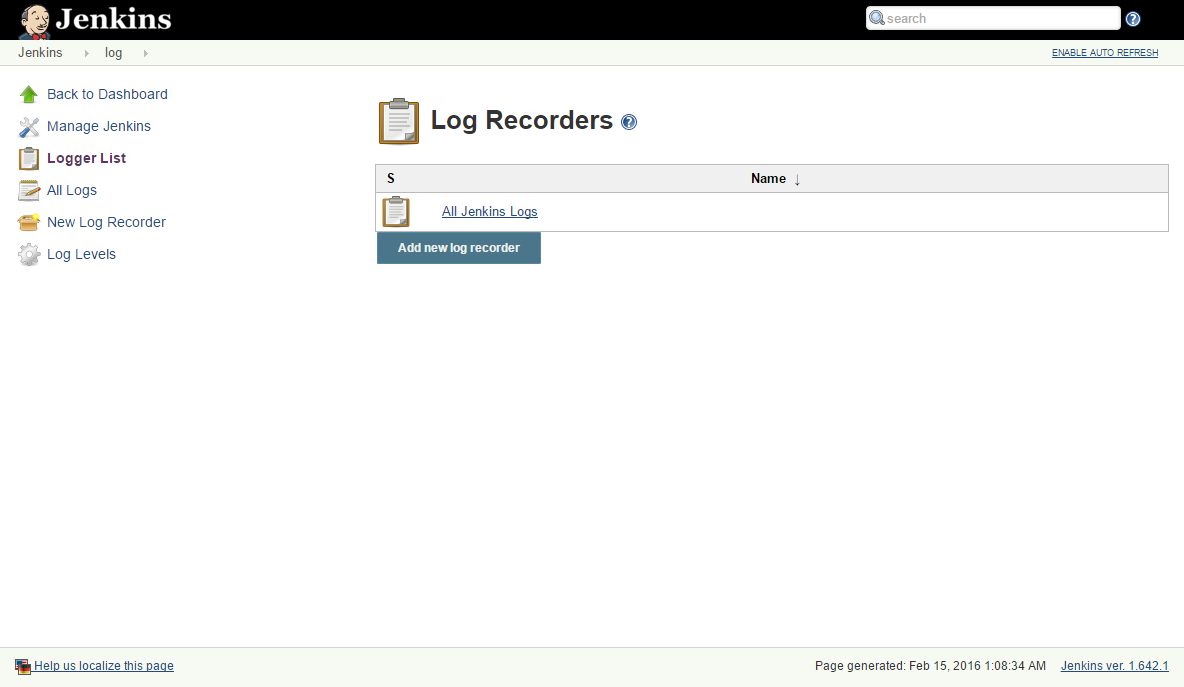 Jenkins
search
Jenkins log
ENABLE AUTO REFRESH
Back to Dashboard
Manage Jenkins
Logger List
All Logs
New Log Recorder
Log Levels
Log Recorders
S Name ↓
All Jenkins Logs
Add new log recorder
Help us localize this page
Page generated: Feb 15, 2016 1:08:34 AM Jenkins ver. 1.642.1